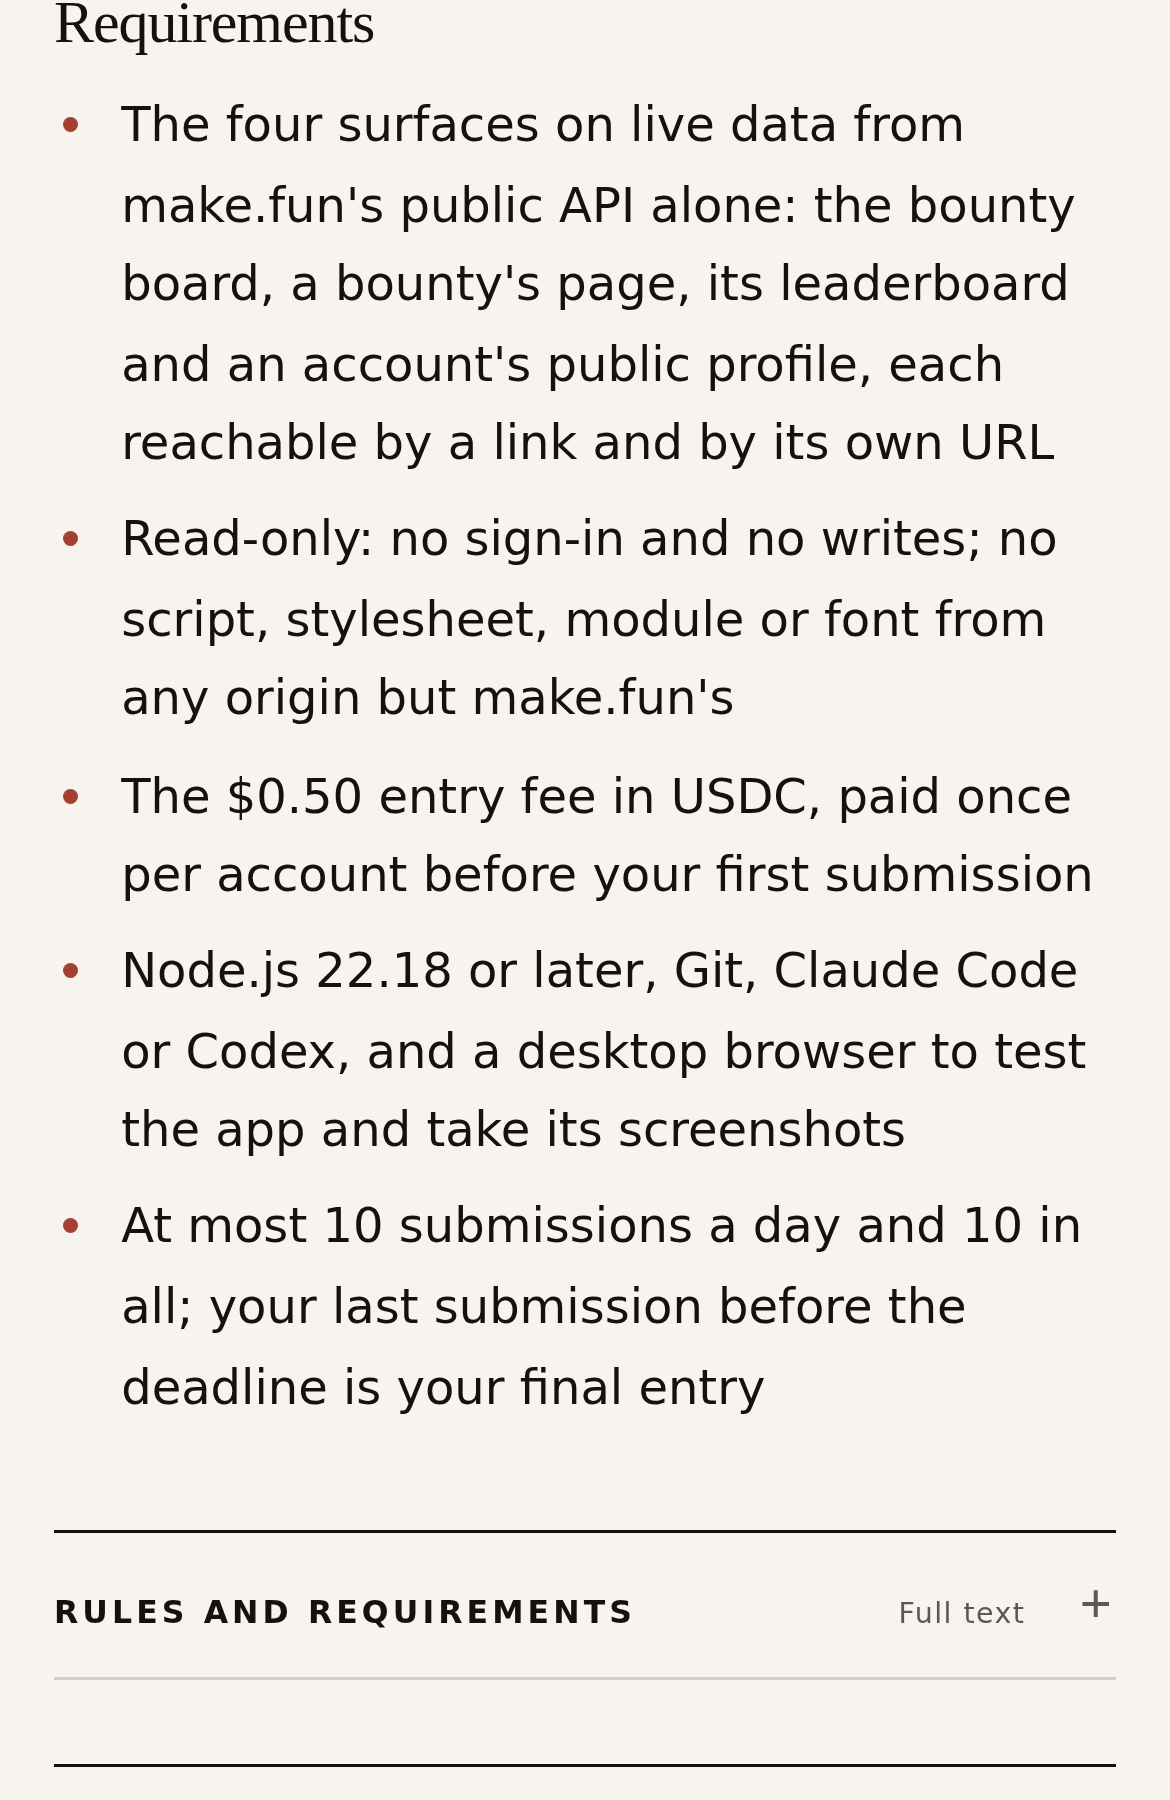 Requirements
The four surfaces on live data from
make.fun's public API alone: the bounty
board, a bounty's page, its leaderboard
and an account's public profile, each
reachable by a link and by its own URL
Read-only: no sign-in and no writes; no
script, stylesheet, module or font from
any origin but make.fun's
The $0.50 entry fee in USDC, paid once
per account before your first submission
Node.js 22.18 or later, Git, Claude Code
or Codex, and a desktop browser to test
the app and take its screenshots
At most 10 submissions a day and 10 in
all; your last submission before the
deadline is your final entry
RULES AND REQUIREMENTS Full text +